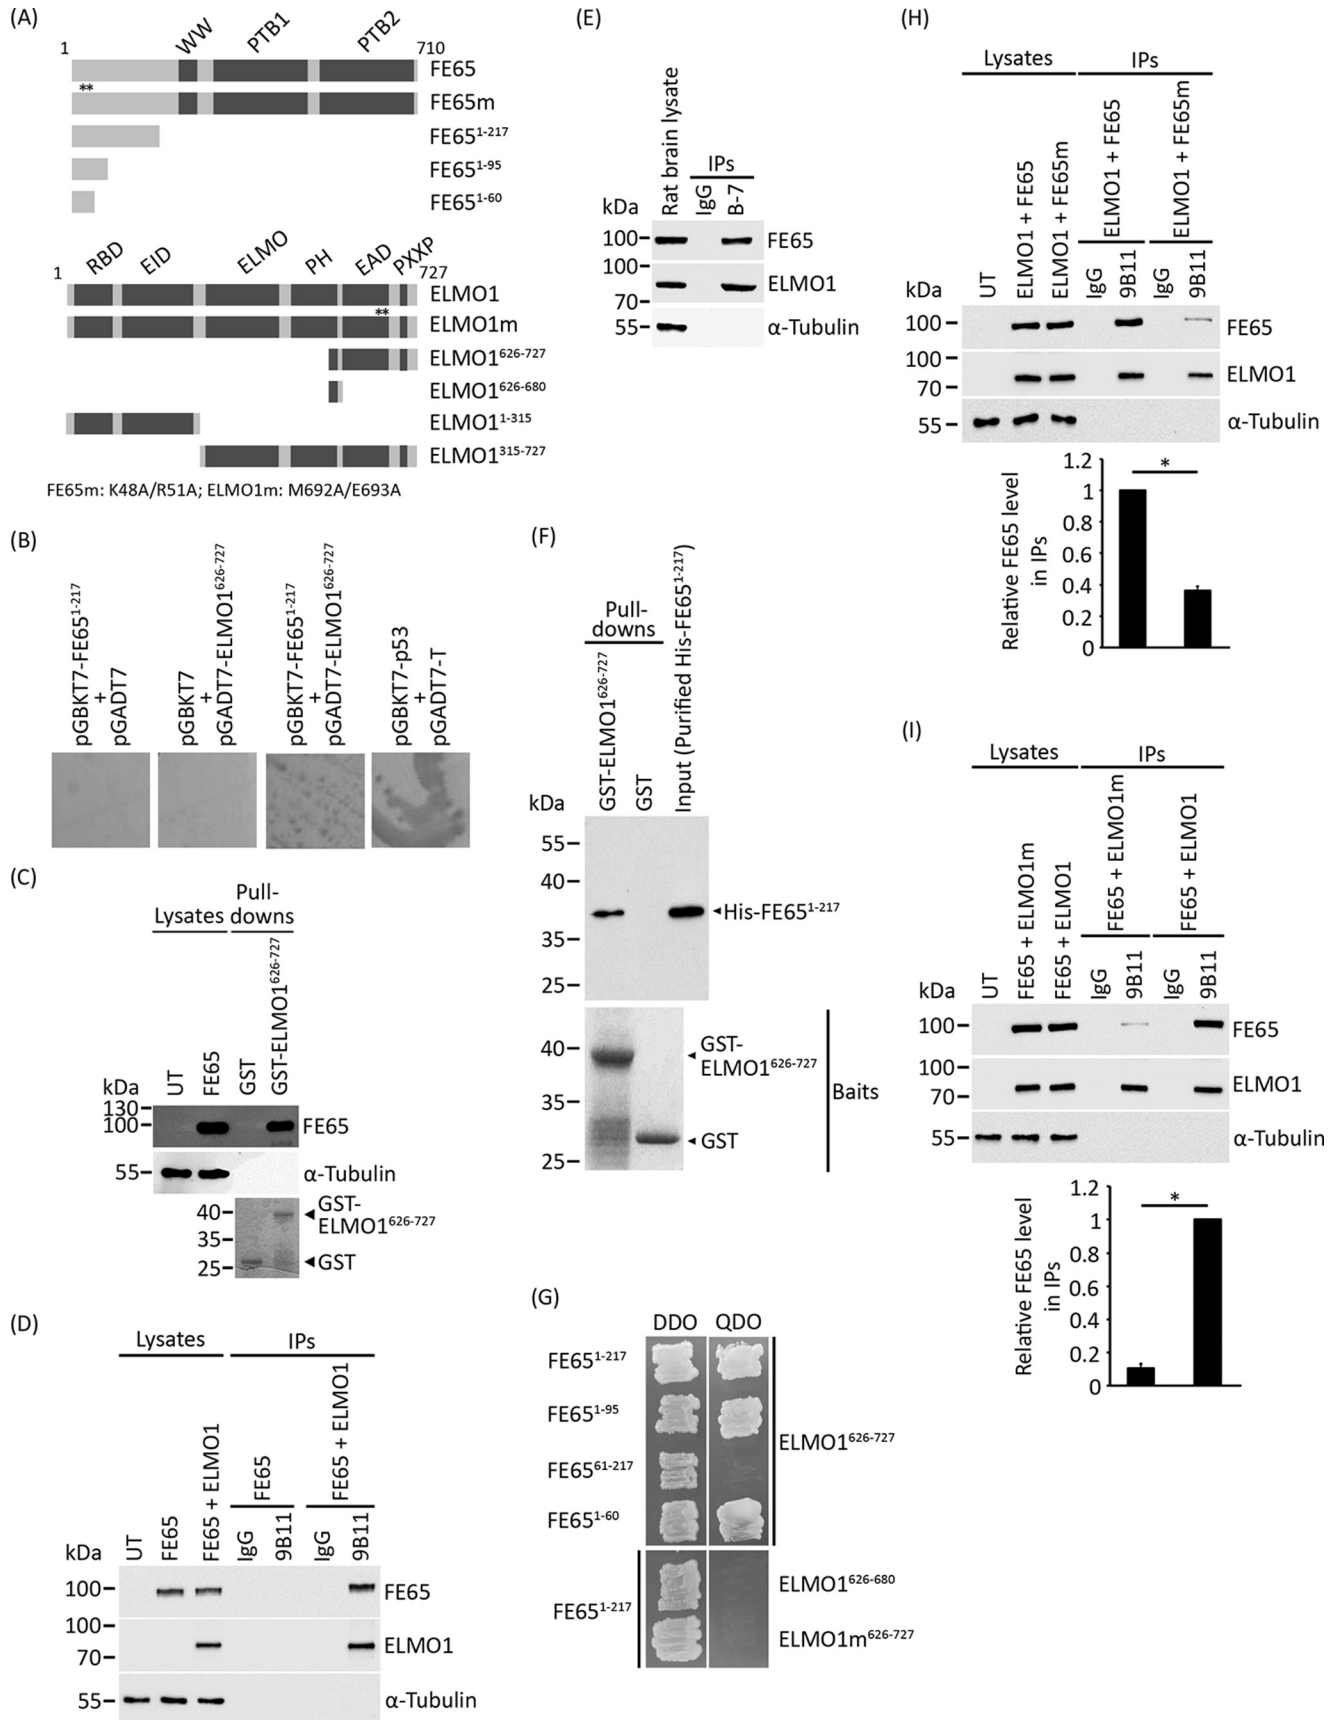 (A)
WW PTB1 PTB2
1 710
FE65
**
FE65m
FE65¹⁻²¹⁷
FE65¹⁻⁹⁵
FE65¹⁻⁶⁰
RBD EID ELMO PH EAD PXXP
1 727
ELMO1
**
ELMO1m
ELMO1⁶²⁶⁻⁷²⁷
ELMO1⁶²⁶⁻⁶⁸⁰
ELMO1¹⁻³¹⁵
ELMO1³¹⁵⁻⁷²⁷
FE65m: K48A/R51A; ELMO1m: M692A/E693A
(B)
pGBKT7-FE65¹⁻²¹⁷
+
pGADT7
pGBKT7
+
pGADT7-ELMO1⁶²⁶⁻⁷²⁷
pGBKT7-FE65¹⁻²¹⁷
+
pGADT7-ELMO1⁶²⁶⁻⁷²⁷
pGBKT7-p53
+
pGADT7-T
(C)
Lysates
Pull-
downs
UT
FE65
GST
GST-ELMO1⁶²⁶⁻⁷²⁷
kDa
130
100
FE65
55
α-Tubulin
40
35
25
GST-
ELMO1⁶²⁶⁻⁷²⁷
GST
(D)
Lysates IPs
FE65
FE65 + ELMO1
UT
FE65
FE65 + ELMO1
IgG
9B11
IgG
9B11
kDa
100
FE65
100
70
ELMO1
55
α-Tubulin
(E)
Rat brain lysate
IPs
IgG
B-7
kDa
100
FE65
100
70
ELMO1
55
α-Tubulin
(F)
Pull-
downs
GST-ELMO1⁶²⁶⁻⁷²⁷
GST
Input (Purified His-FE65¹⁻²¹⁷)
kDa
55
40
35
25
His-FE65¹⁻²¹⁷
40
35
25
GST-
ELMO1⁶²⁶⁻⁷²⁷
GST
Baits
(G)
DDO QDO
FE65¹⁻²¹⁷
FE65¹⁻⁹⁵
FE65⁶¹⁻²¹⁷
FE65¹⁻⁶⁰
ELMO1⁶²⁶⁻⁷²⁷
FE65¹⁻²¹⁷
ELMO1⁶²⁶⁻⁶⁸⁰
ELMO1m⁶²⁶⁻⁷²⁷
(H)
Lysates IPs
ELMO1 + FE65
ELMO1 + FE65m
UT
ELMO1 + FE65
ELMO1 + FE65m
IgG
9B11
IgG
9B11
kDa
100
FE65
100
70
ELMO1
55
α-Tubulin
Relative FE65 level
in IPs
1.2
1
0.8
0.6
0.4
0.2
0
*
(I)
Lysates IPs
FE65 + ELMO1m
FE65 + ELMO1
UT
FE65 + ELMO1m
FE65 + ELMO1
IgG
9B11
IgG
9B11
kDa
100
FE65
100
70
ELMO1
55
α-Tubulin
Relative FE65 level
in IPs
1.2
1
0.8
0.6
0.4
0.2
0
*